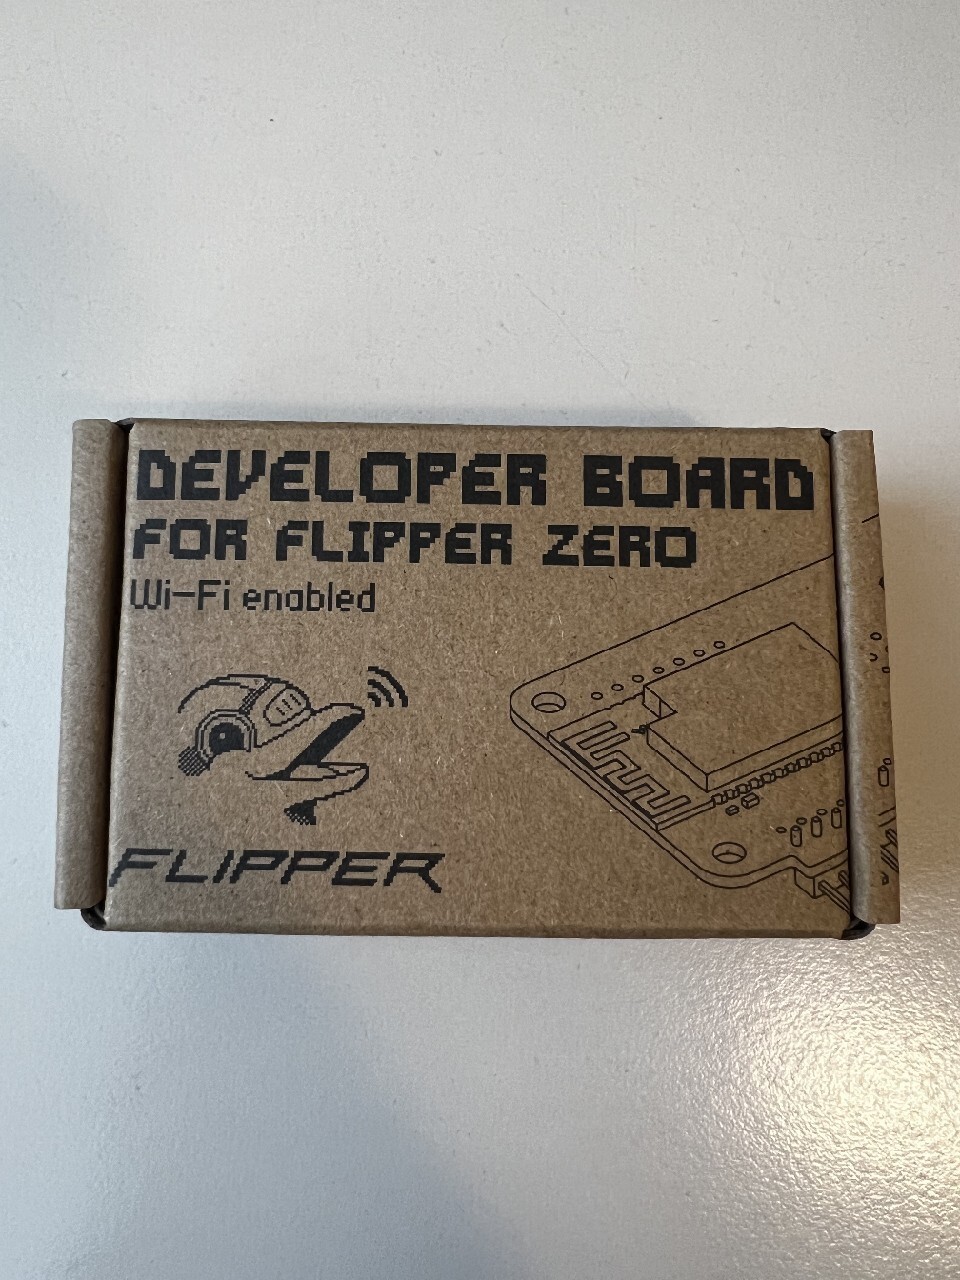 DEVELOPER BOARD
FOR FLIPPER ZERO
Wi-Fi enabled
FLIPPER